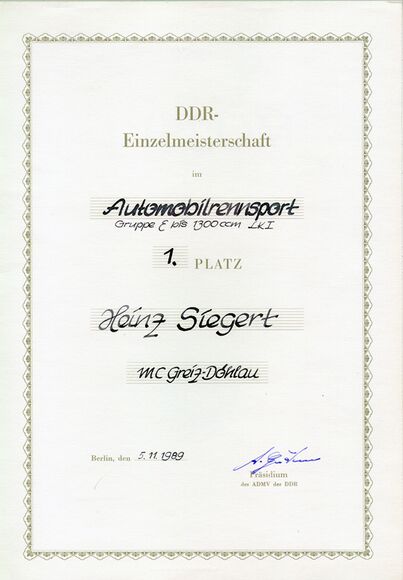 DDR-
Einzelmeisterschaft
im
Automobilrennsport
Gruppe E bis 1300 ccm LK I
1. PLATZ
Heinz Siegert
MC Greiz-Döhlau
Berlin, den 5.11.1989
Präsidium
des ADMV der DDR